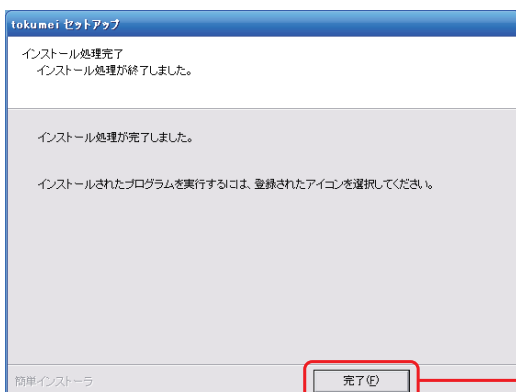 tokumei セットアップ
インストール処理完了
インストール処理が終了しました。
インストール処理が完了しました。
インストールされたプログラムを実行するには、登録されたアイコンを選択してください。
簡単インストーラ
完了(F)